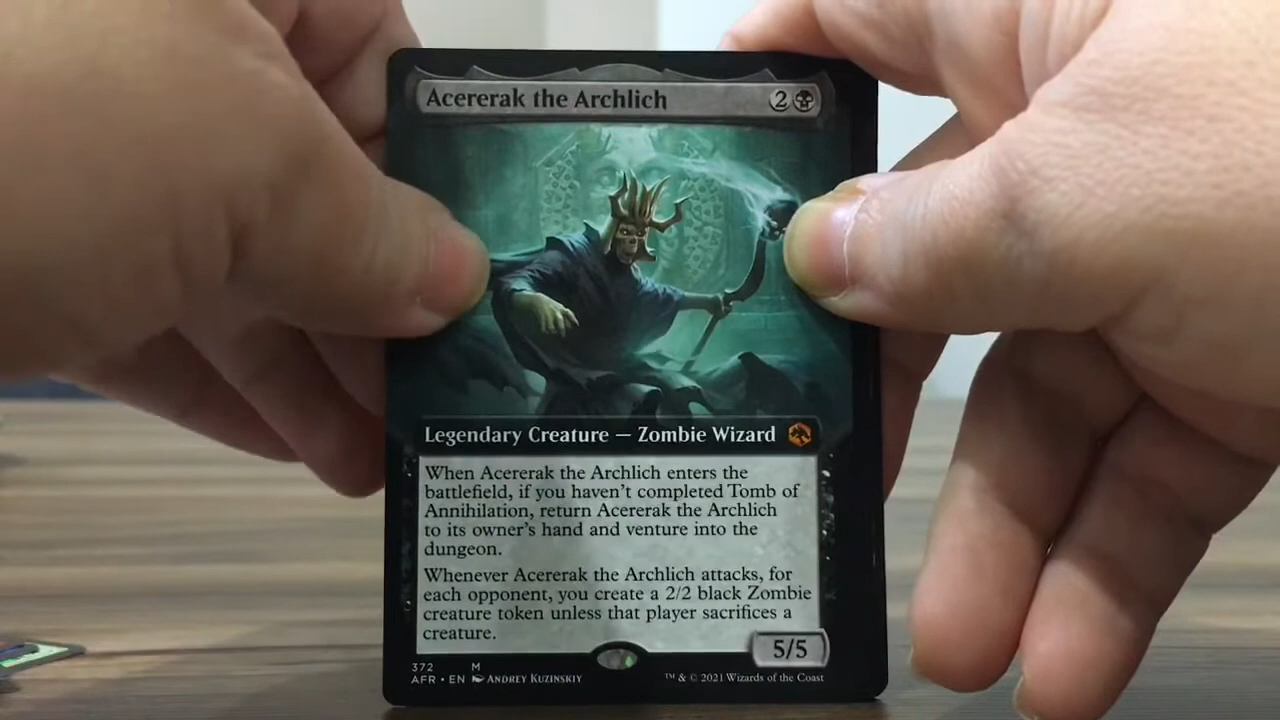 Acererak the Archlich 2
Legendary Creature — Zombie Wizard
When Acererak the Archlich enters the
battlefield, if you haven't completed Tomb of
Annihilation, return Acererak the Archlich
to its owner's hand and venture into the
dungeon.
Whenever Acererak the Archlich attacks, for
each opponent, you create a 2/2 black Zombie
creature token unless that player sacrifices a
creature.
5/5
372 M
AFR • EN Andrey Kuzinskiy ™ & © 2021 Wizards of the Coast